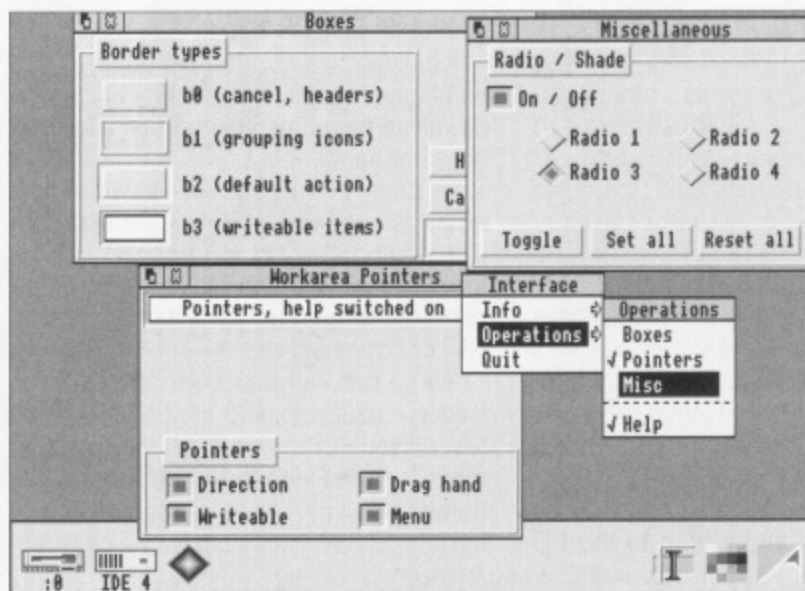 Boxes
Border types
b0 (cancel, headers)
b1 (grouping icons)
b2 (default action)
b3 (writeable items)
H
Ca
Miscellaneous
Radio / Shade
On / Off
Radio 1
Radio 2
Radio 3
Radio 4
Toggle
Set all
Reset all
Workarea Pointers
Pointers, help switched on
Pointers
Direction
Drag hand
Writeable
Menu
Interface
Info
Operations
Quit
Operations
Boxes
√Pointers
Misc
√Help
:0
IDE 4